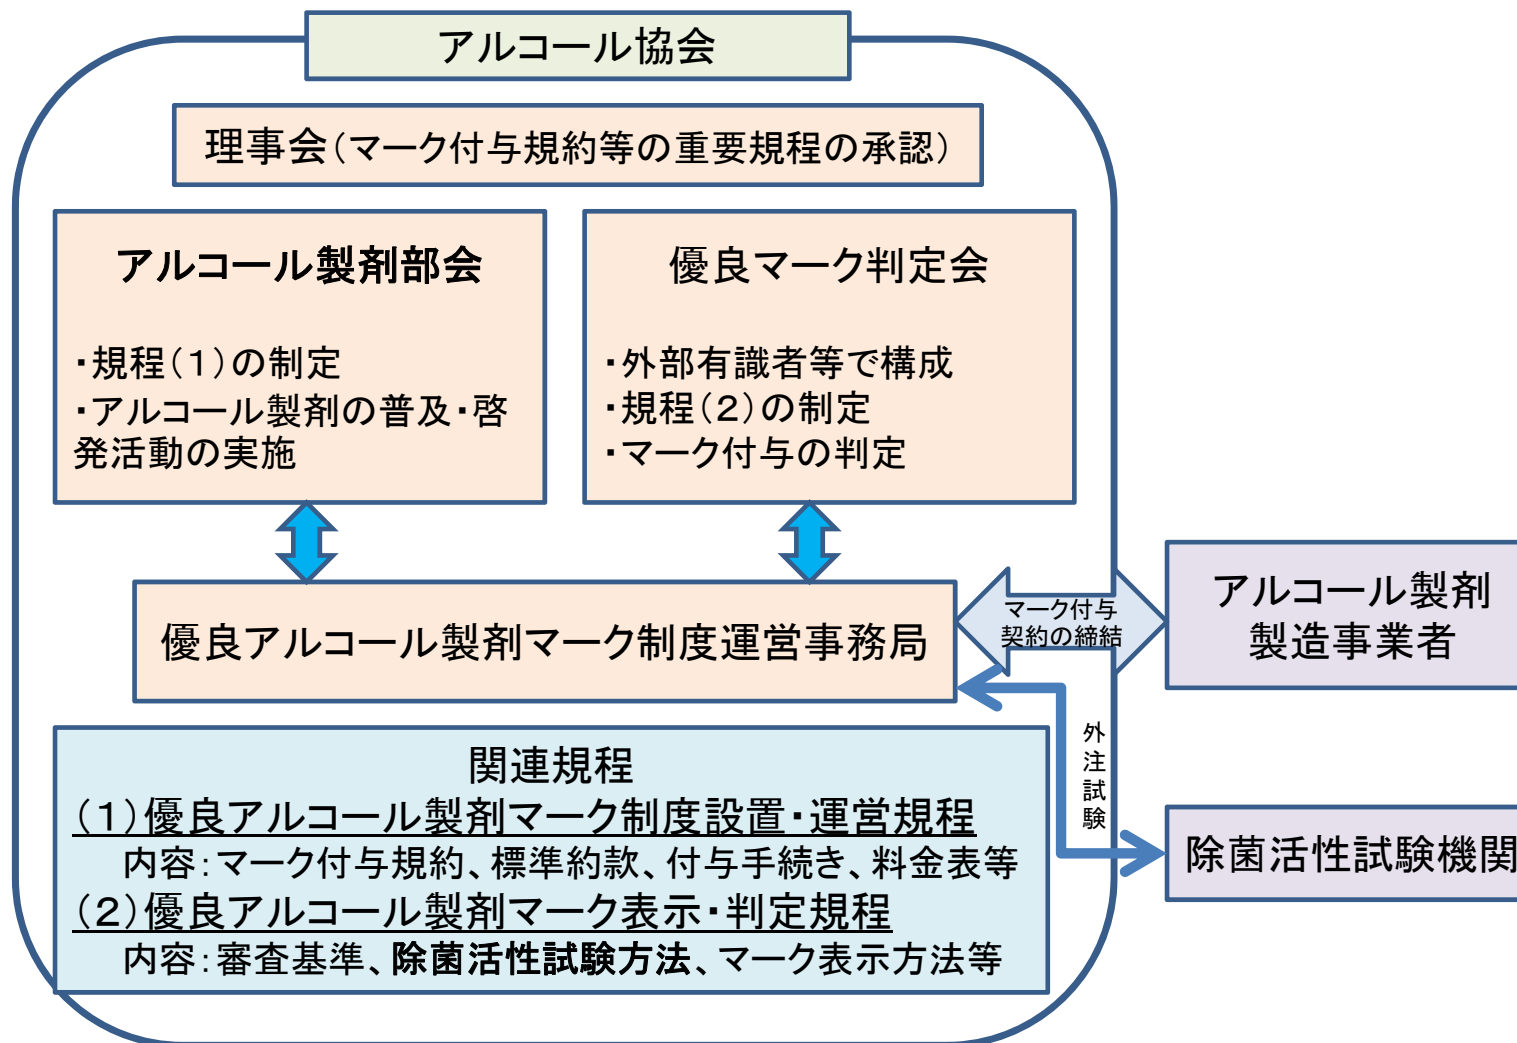 アルコール協会
理事会(マーク付与規約等の重要規程の承認)
アルコール製剤部会
・規程(1)の制定
・アルコール製剤の普及・啓
発活動の実施
優良マーク判定会
・外部有識者等で構成
・規程(2)の制定
・マーク付与の判定
優良アルコール製剤マーク制度運営事務局
マーク付与
契約の締結
アルコール製剤
製造事業者
外注試験
除菌活性試験機関
関連規程
(1)優良アルコール製剤マーク制度設置・運営規程
内容:マーク付与規約、標準約款、付与手続き、料金表等
(2)優良アルコール製剤マーク表示・判定規程
内容:審査基準、除菌活性試験方法、マーク表示方法等